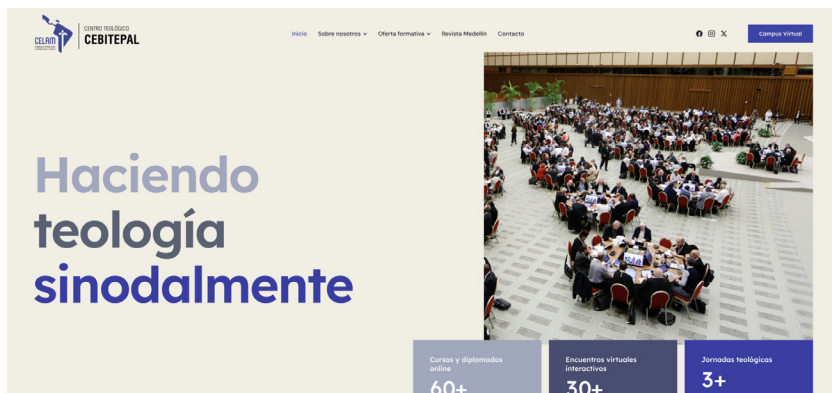 CELAM
CENTRO TEOLÓGICO
CEBITEPAL
Inicio
Sobre nosotros
Oferta formativa
Revista Medellín
Contacto
Campus Virtual
Haciendo
teología
sinodalmente
Cursos y diplomados
online
60+
Encuentros virtuales
interactivos
30+
Jornadas teológicas
3+